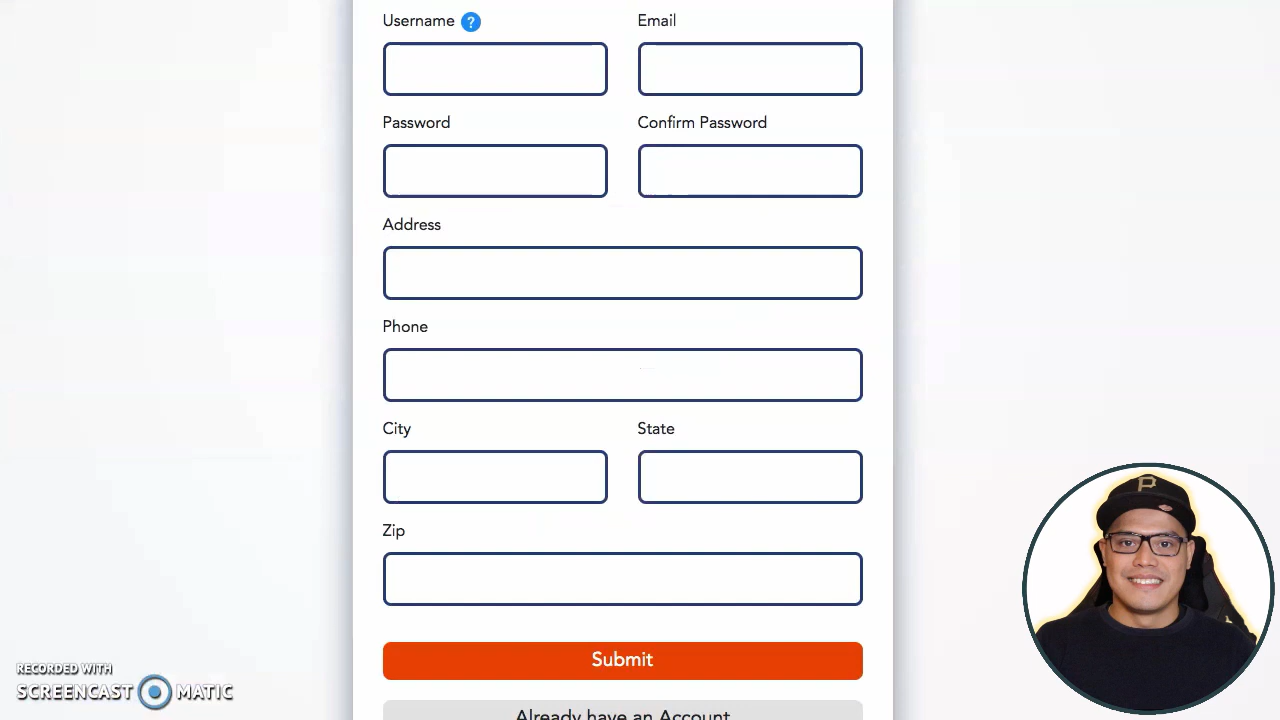 Username ?
Email
Password
Confirm Password
Address
Phone
City
State
Zip
Submit
Already have an Account
P
RECORDED WITH
SCREENCAST MATIC